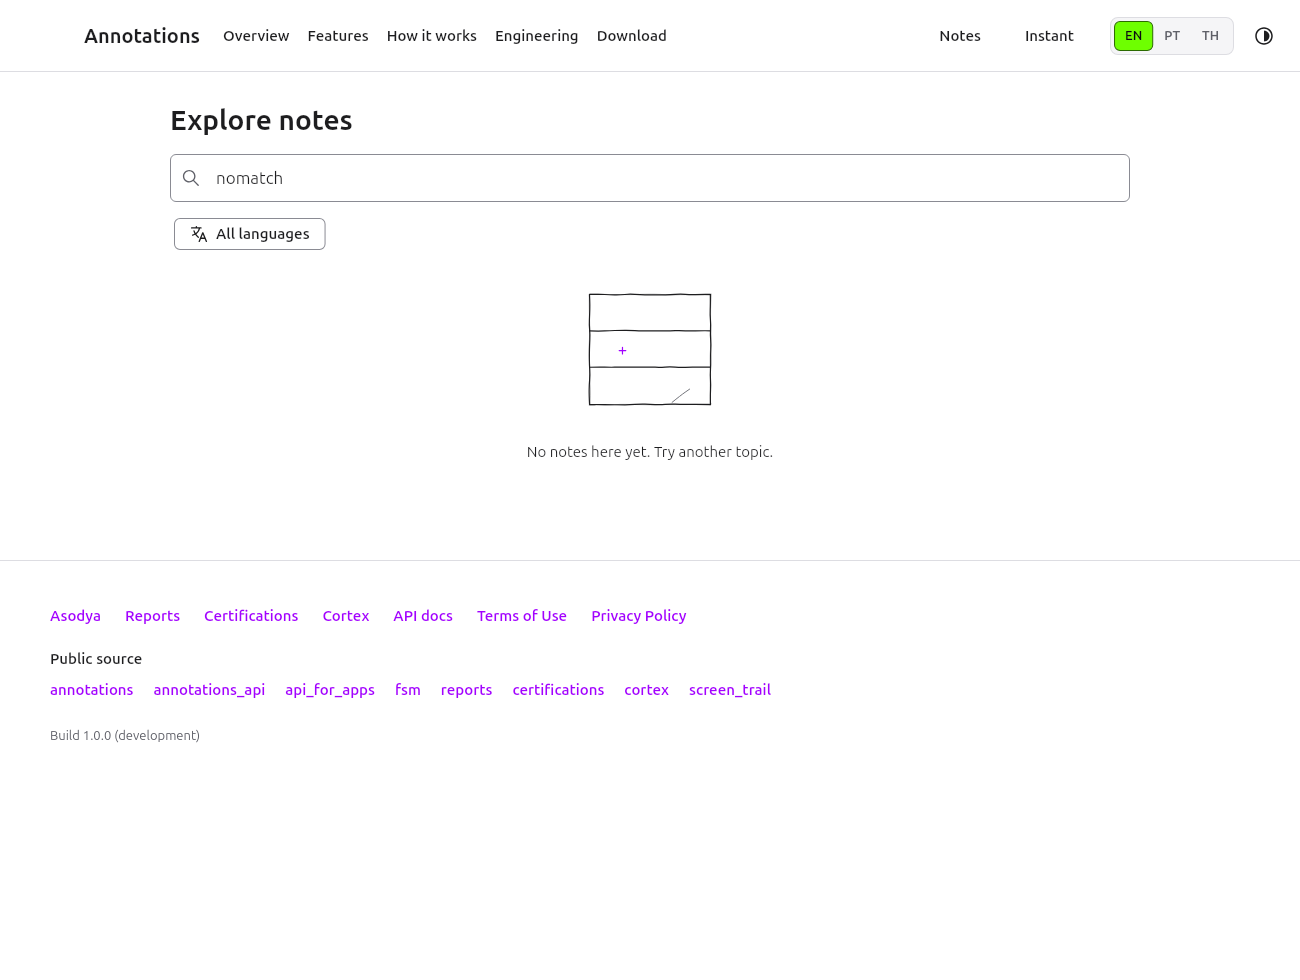 Annotations Overview Features How it works Engineering Download Notes Instant EN PT TH
Explore notes
nomatch
All languages
No notes here yet. Try another topic.
Asodya Reports Certifications Cortex API docs Terms of Use Privacy Policy
Public source
annotations annotations_api api_for_apps fsm reports certifications cortex screen_trail
Build 1.0.0 (development)